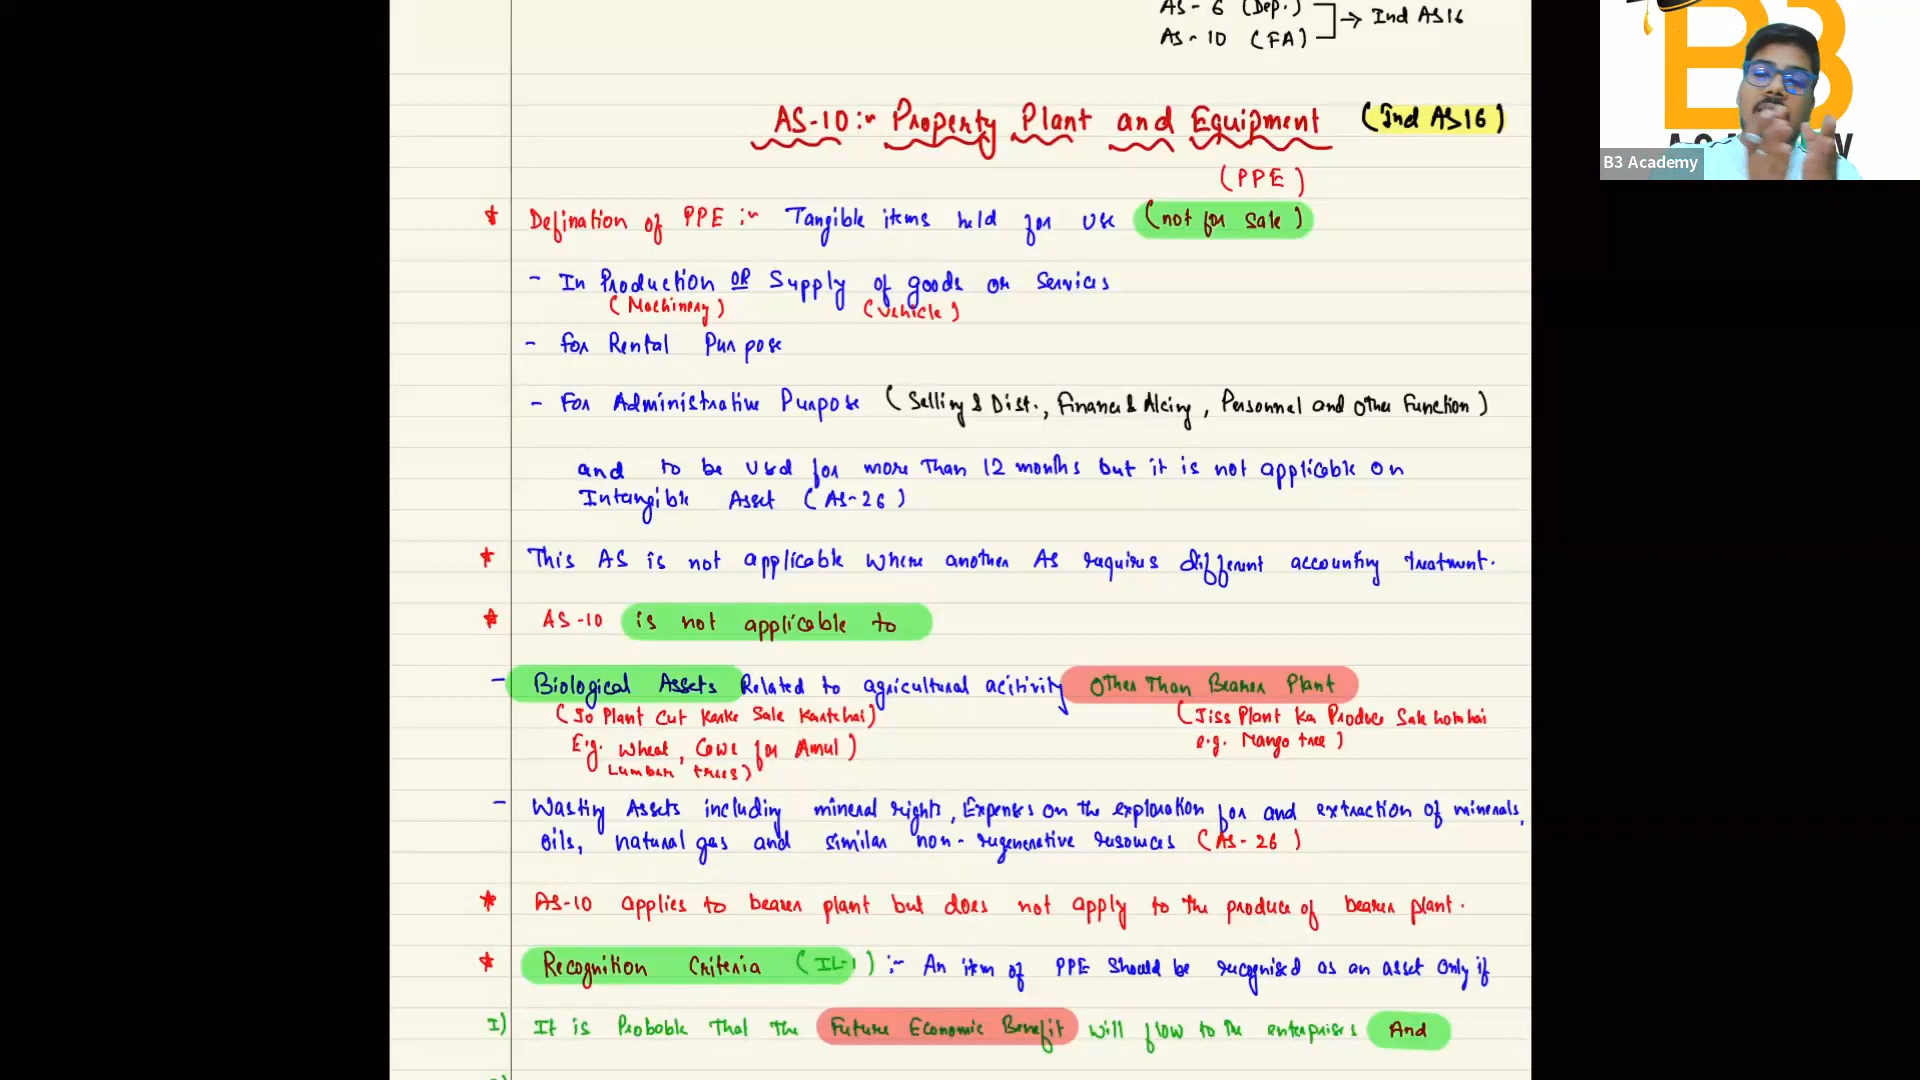 AS-6 (Dep.)
AS-10 (FA)
→ Ind AS16
AS-10:- Property Plant and Equipment (Ind AS16)
(PPE)
* Defination of PPE :- Tangible items held for use (not for sale)
- In Production OR Supply of goods or Services
(Machinery) (Vehicle)
- For Rental Purpose
- For Administrative Purpose (Selling & Dist., Finance & A/cing, Personnel and Other Function)
and to be used for more than 12 months but it is not applicable on
Intangible Asset (AS-26)
* This AS is not applicable where another AS requires different accounting treatment.
* AS-10 is not applicable to
- Biological Assets Related to agricultural acitivity Other Than Bearer Plant
(Jo Plant Cut Karke Sale Kartehai) (Jiss Plant Ka Produce Sale hota hai
E.g. Wheat, Cows for Amul) e.g. Mango tree)
Lumber trees)
- Wasting Assets including mineral rights, Expenses on the exploration for and extraction of minerals,
oils, natural gas and similar non-regenerative resources (AS-26)
* AS-10 applies to bearer plant but does not apply to the produce of bearer plant.
* Recognition Criteria (IL-1) :- An item of PPE should be recognised as an asset only if
I) It is Probable that the Future Economic Benefit will flow to the enterprises And
B3
B3 Academy